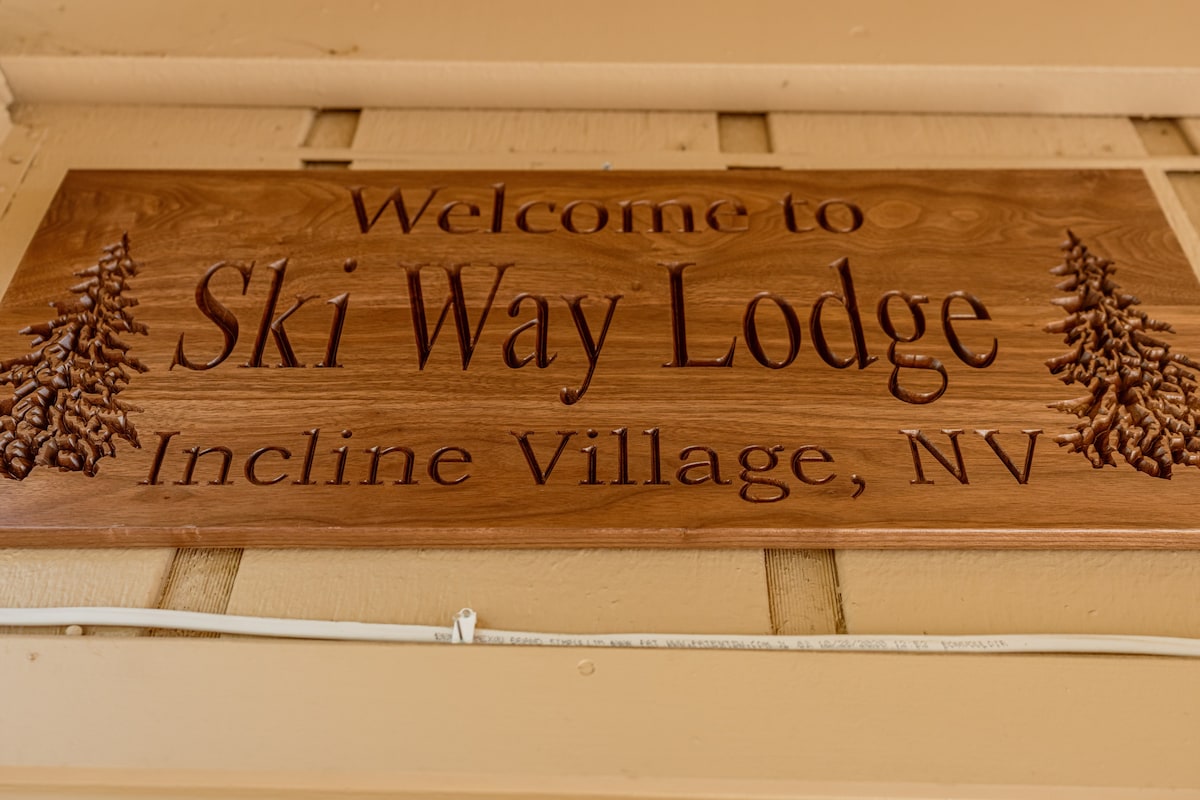 Welcome to
Ski Way Lodge
Incline Village, NV